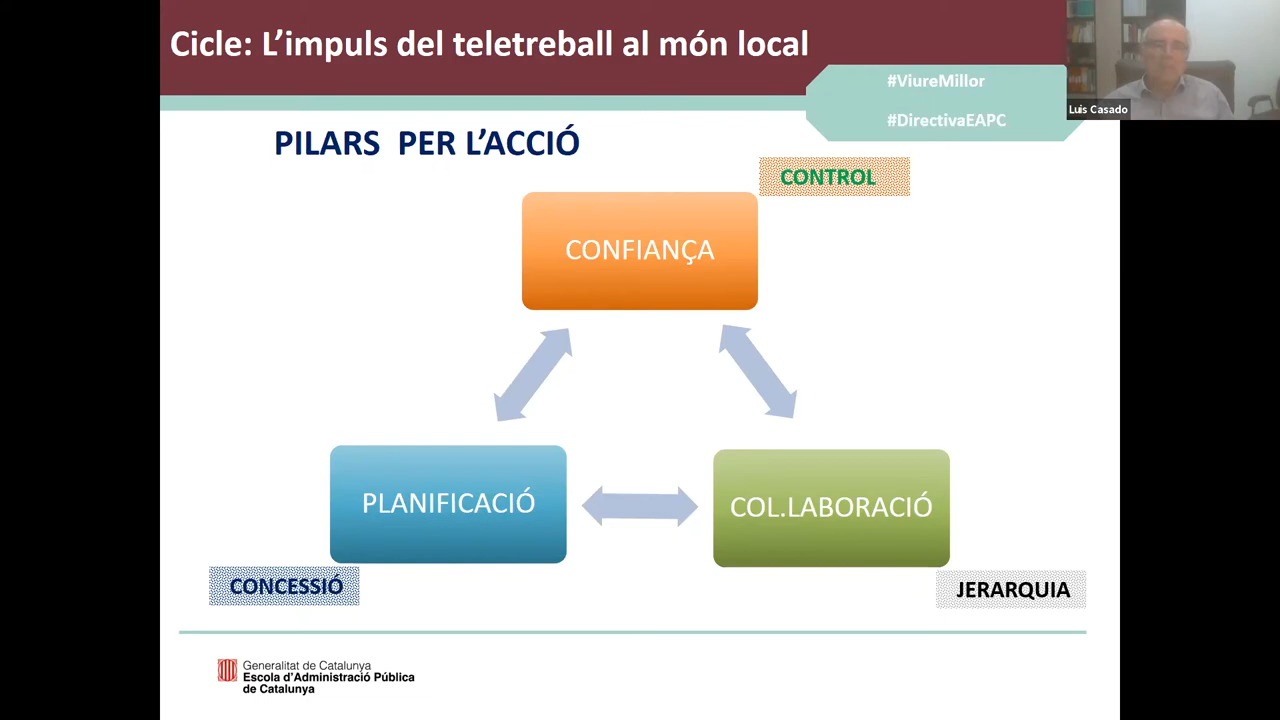 Cicle: L'impuls del teletreball al món local
#ViureMillor
#DirectivaEAPC
Luis Casado
PILARS PER L'ACCIÓ
CONTROL
CONFIANÇA
PLANIFICACIÓ
COL.LABORACIÓ
CONCESSIÓ
JERARQUIA
Generalitat de Catalunya
Escola d'Administració Pública
de Catalunya